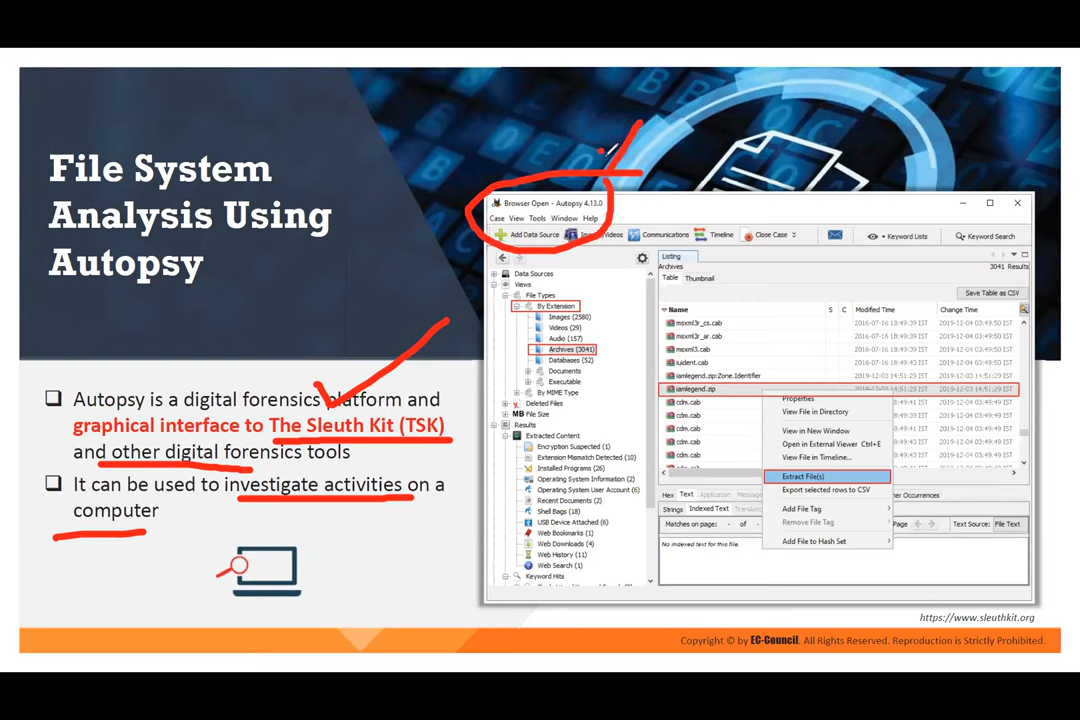 File System
Analysis Using
Autopsy
❑ Autopsy is a digital forensics platform and
graphical interface to The Sleuth Kit (TSK)
and other digital forensics tools
❑ It can be used to investigate activities on a
computer
Browser Open - Autopsy 4.13.0
Case View Tools Window Help
Add Data Source Videos Communications Timeline Close Case Keyword Lists Keyword Search
Data Sources
Views
File Types
By Extension
Images (2580)
Videos (29)
Audio (157)
Archives (3041)
Databases (52)
Documents
Executable
By MIME Type
Deleted Files
MB File Size
Results
Extracted Content
Encryption Suspected (1)
Extension Mismatch Detected (10)
Installed Programs (26)
Operating System Information (2)
Operating System User Account (6)
Recent Documents (2)
Shell Bags (18)
USB Device Attached (6)
Web Bookmarks (1)
Web Downloads (4)
Web History (11)
Web Search (1)
Keyword Hits
Listing
Archives 3041 Results
Table Thumbnail
Save Table as CSV
Name S C Modified Time Change Time
msxml3r_cs.cab 2016-07-16 18:49:39 IST 2019-12-04 03:49:50 IST
msxml3r_ar.cab 2016-07-16 18:49:40 IST 2019-12-04 03:49:50 IST
msxml3.cab 2016-07-16 18:49:39 IST 2019-12-04 03:49:50 IST
iuident.cab 2016-07-16 18:49:39 IST 2019-12-04 03:49:50 IST
iamlegend.zip:Zone.Identifier 2019-12-03 14:51:29 IST 2019-12-03 14:51:29 IST
iamlegend.zip 2019-12-03 14:51:29 IST 2019-12-03 14:51:29 IST
cdm.cab
cdm.cab
cdm.cab
cdm.cab
cdm.cab
Properties
View File in Directory
View in New Window
Open in External Viewer Ctrl+E
View File in Timeline...
Extract File(s)
Export selected rows to CSV
Add File Tag
Remove File Tag
Add File to Hash Set
Hex Text Application Other Occurrences
Strings Indexed Text
Matches on page: - of - Page Text Source: File Text
No indexed text for this file.
https://www.sleuthkit.org
Copyright © by EC-Council. All Rights Reserved. Reproduction is Strictly Prohibited.